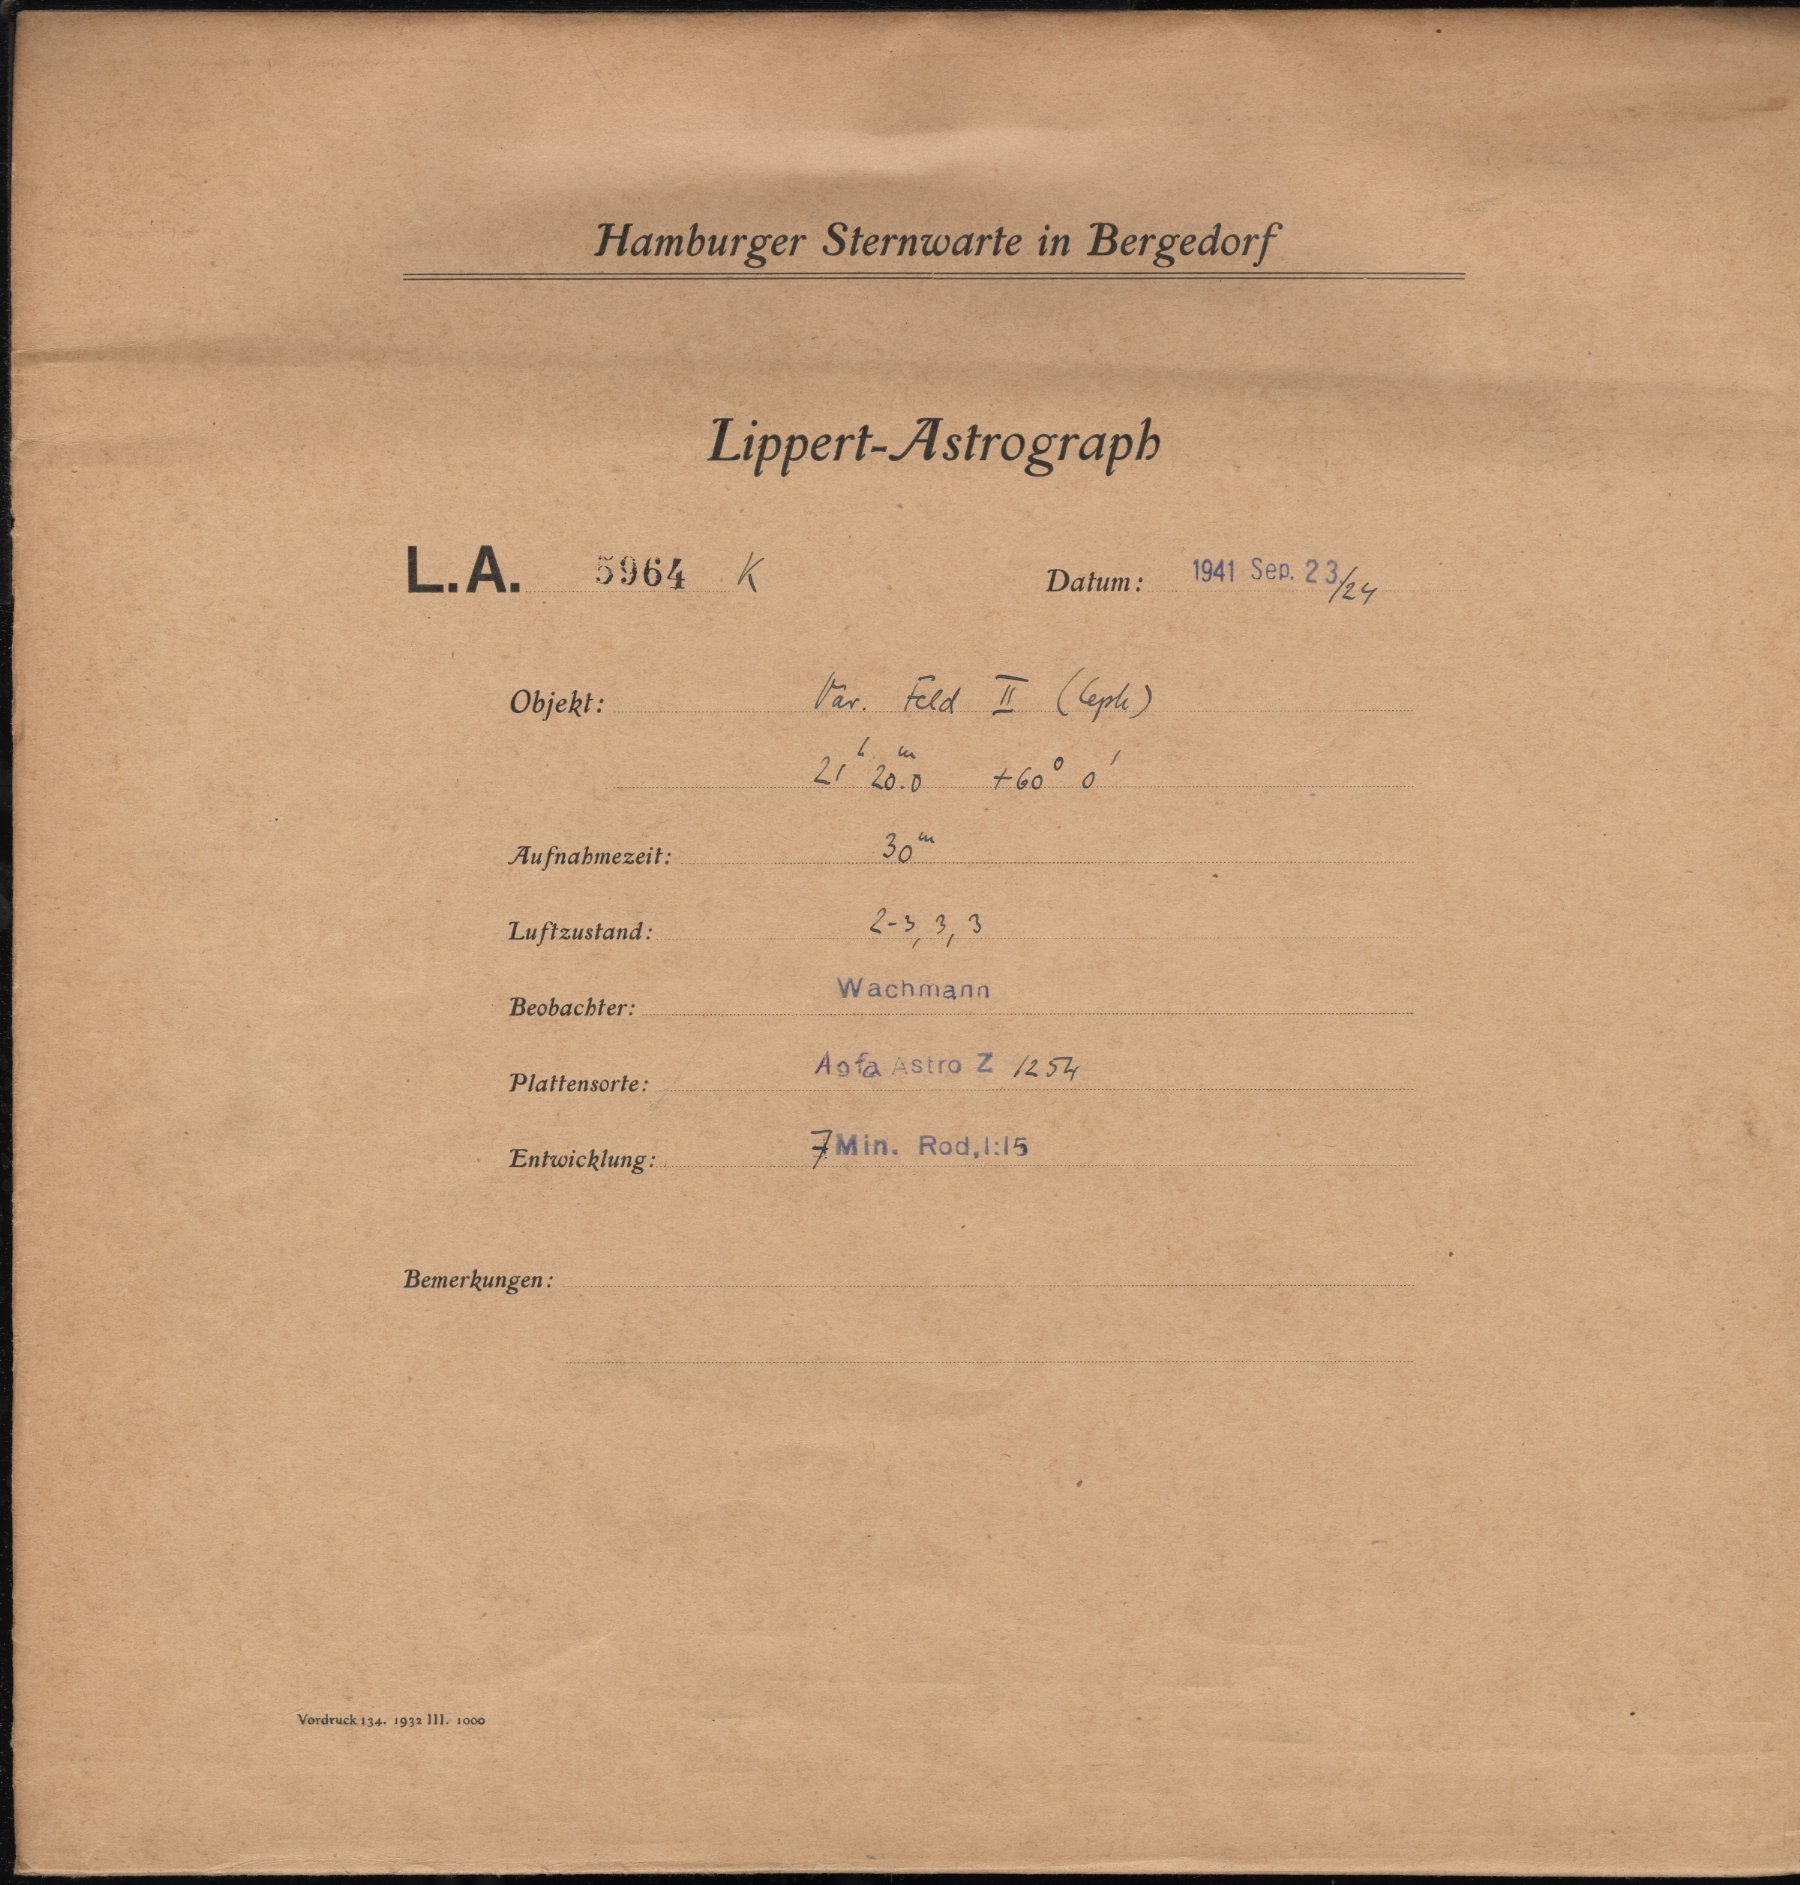 Hamburger Sternwarte in Bergedorf
Lippert-Astrograph
L.A. 5964 K Datum: 1941 Sep. 23/24
Objekt: Var. Feld II (Ceph)
21h 20.0m +60° 0'
Aufnahmezeit: 30m
Luftzustand: 2-3, 3, 3
Beobachter: Wachmann
Plattensorte: Agfa Astro Z 1254
Entwicklung: 7 Min. Rod, 1:15
Bemerkungen:
Vordruck 134. 1932 III. 1000